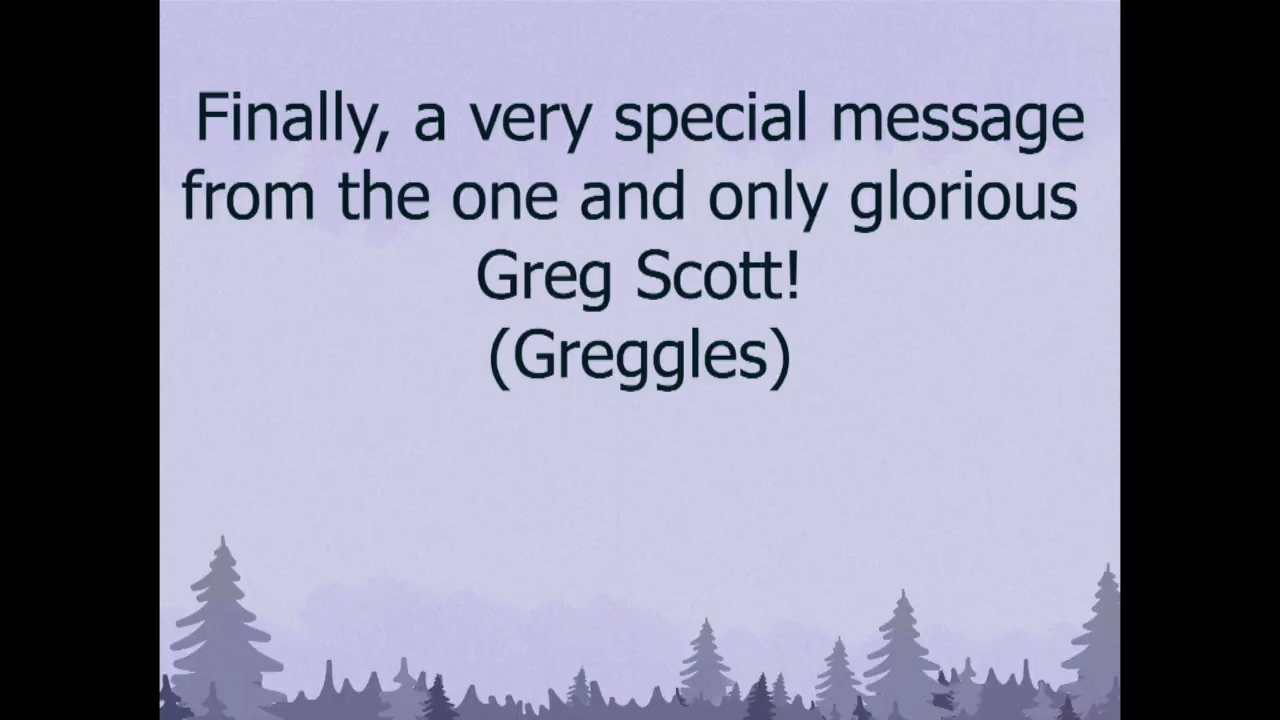 Finally, a very special message
from the one and only glorious
Greg Scott!
(Greggles)